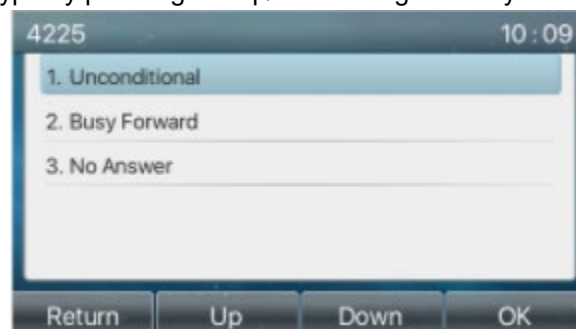 4225 10:09
1. Unconditional
2. Busy Forward
3. No Answer
Return Up Down OK